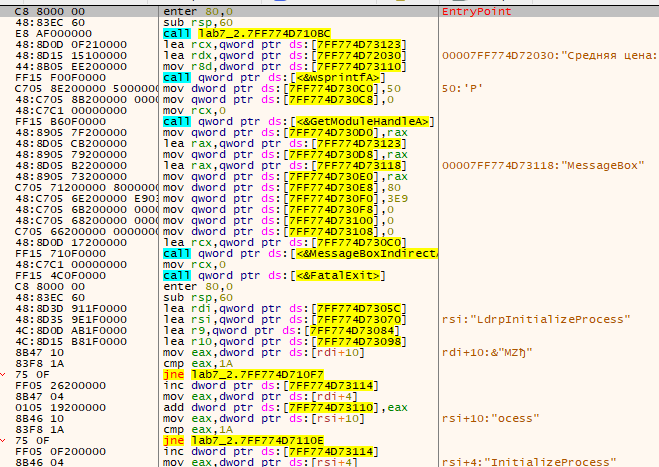 C8 8000 00 enter 80,0 EntryPoint
48:83EC 60 sub rsp,60
E8 AF000000 call lab7_2.7FF774D710BC
48:8D0D 0F210000 lea rcx,qword ptr ds:[7FF774D73123]
48:8D15 15100000 lea rdx,qword ptr ds:[7FF774D72030] 00007FF774D72030:"Средняя цена:
44:8B05 EE200000 mov r8d,dword ptr ds:[7FF774D73110]
FF15 F00F0000 call qword ptr ds:[<&wsprintfA>]
C705 8E200000 5000000 mov dword ptr ds:[7FF774D730C0],50 50:'P'
48:C705 8B200000 0000 mov qword ptr ds:[7FF774D730C8],0
48:C7C1 00000000 mov rcx,0
FF15 B60F0000 call qword ptr ds:[<&GetModuleHandleA>]
48:8905 7F200000 mov qword ptr ds:[7FF774D730D0],rax
48:8D05 CB200000 lea rax,qword ptr ds:[7FF774D73123]
48:8905 79200000 mov qword ptr ds:[7FF774D730D8],rax
48:8D05 B2200000 lea rax,qword ptr ds:[7FF774D73118] 00007FF774D73118:"MessageBox"
48:8905 73200000 mov qword ptr ds:[7FF774D730E0],rax
C705 71200000 8000000 mov dword ptr ds:[7FF774D730E8],80
48:C705 6E200000 E903 mov qword ptr ds:[7FF774D730F0],3E9
48:C705 6B200000 0000 mov qword ptr ds:[7FF774D730F8],0
48:C705 68200000 0000 mov qword ptr ds:[7FF774D73100],0
C705 66200000 0000000 mov dword ptr ds:[7FF774D73108],0
48:8D0D 17200000 lea rcx,qword ptr ds:[7FF774D730C0]
FF15 710F0000 call qword ptr ds:[<&MessageBoxIndirectA
48:C7C1 00000000 mov rcx,0
FF15 4C0F0000 call qword ptr ds:[<&FatalExit>]
C8 8000 00 enter 80,0
48:83EC 60 sub rsp,60
48:8D3D 911F0000 lea rdi,qword ptr ds:[7FF774D7305C]
48:8D35 9E1F0000 lea rsi,qword ptr ds:[7FF774D73070] rsi:"LdrpInitializeProcess"
4C:8D0D AB1F0000 lea r9,qword ptr ds:[7FF774D73084]
4C:8D15 B81F0000 lea r10,qword ptr ds:[7FF774D73098]
8B47 10 mov eax,dword ptr ds:[rdi+10] rdi+10:&"MZђ"
83F8 1A cmp eax,1A
75 0F jne lab7_2.7FF774D710F7
FF05 26200000 inc dword ptr ds:[7FF774D73114]
8B47 04 mov eax,dword ptr ds:[rdi+4]
0105 19200000 add dword ptr ds:[7FF774D73110],eax
8B46 10 mov eax,dword ptr ds:[rsi+10] rsi+10:"ocess"
83F8 1A cmp eax,1A
75 0F jne lab7_2.7FF774D7110E
FF05 0F200000 inc dword ptr ds:[7FF774D73114]
8B46 04 mov eax,dword ptr ds:[rsi+4] rsi+4:"InitializeProcess"